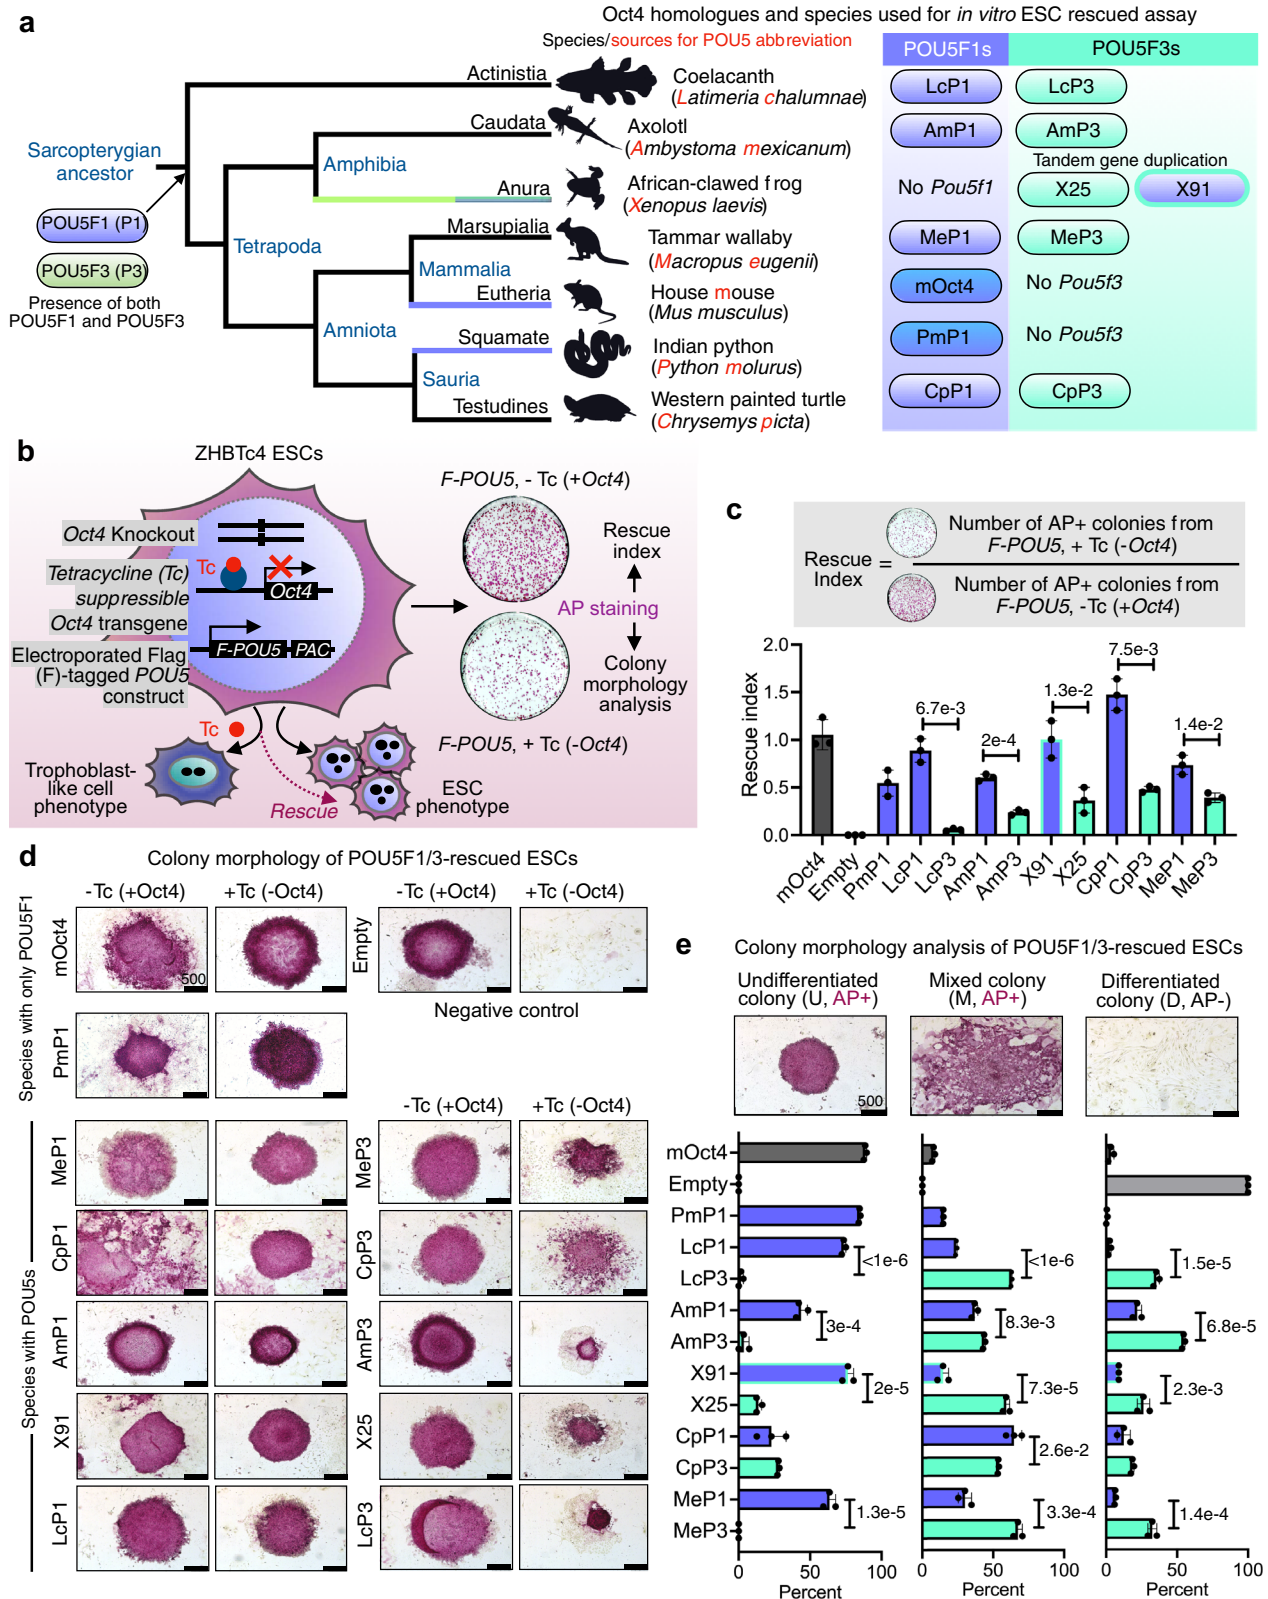 a
Oct4 homologues and species used for in vitro ESC rescued assay
Species/sources for POU5 abbreviation
POU5F1s
POU5F3s
Actinistia
Coelacanth
(Latimeria chalumnae)
LcP1
LcP3
Caudata
Axolotl
(Ambystoma mexicanum)
AmP1
AmP3
Sarcopterygian
ancestor
Amphibia
Tandem gene duplication
Anura
African-clawed frog
(Xenopus laevis)
No Pou5f1
X25
X91
POU5F1 (P1)
POU5F3 (P3)
Presence of both
POU5F1 and POU5F3
Tetrapoda
Marsupialia
Tammar wallaby
(Macropus eugenii)
MeP1
MeP3
Mammalia
Eutheria
House mouse
(Mus musculus)
mOct4
No Pou5f3
Amniota
Squamate
Indian python
(Python molurus)
PmP1
No Pou5f3
Sauria
Testudines
Western painted turtle
(Chrysemys picta)
CpP1
CpP3
b
ZHBTc4 ESCs
Oct4 Knockout
Tetracycline (Tc)
suppressible
Oct4 transgene
Tc
Oct4
Electroporated Flag
(F)-tagged POU5
construct
F-POU5
PAC
F-POU5, - Tc (+Oct4)
Rescue
index
AP staining
Colony
morphology
analysis
F-POU5, + Tc (-Oct4)
Tc
Trophoblast-
like cell
phenotype
Rescue
ESC
phenotype
c
Rescue
Index
=
Number of AP+ colonies from
F-POU5, + Tc (-Oct4)
Number of AP+ colonies from
F-POU5, -Tc (+Oct4)
Rescue index
2.0
1.5
1.0
0.5
0.0
6.7e-3
2e-4
1.3e-2
7.5e-3
1.4e-2
mOct4
Empty
PmP1
LcP1
LcP3
AmP1
AmP3
X91
X25
CpP1
CpP3
MeP1
MeP3
d
Colony morphology of POU5F1/3-rescued ESCs
-Tc (+Oct4)
+Tc (-Oct4)
-Tc (+Oct4)
+Tc (-Oct4)
Species with only POU5F1
mOct4
500
Empty
Negative control
PmP1
-Tc (+Oct4)
+Tc (-Oct4)
Species with POU5s
MeP1
MeP3
CpP1
CpP3
AmP1
AmP3
X91
X25
LcP1
LcP3
e
Colony morphology analysis of POU5F1/3-rescued ESCs
Undifferentiated
colony (U, AP+)
Mixed colony
(M, AP+)
Differentiated
colony (D, AP-)
500
mOct4
Empty
PmP1
LcP1
LcP3
AmP1
AmP3
X91
X25
CpP1
CpP3
MeP1
MeP3
<1e-6
3e-4
2e-5
1.3e-5
0
50
100
Percent
<1e-6
8.3e-3
7.3e-5
2.6e-2
3.3e-4
0
50
100
Percent
1.5e-5
6.8e-5
2.3e-3
1.4e-4
0
50
100
Percent